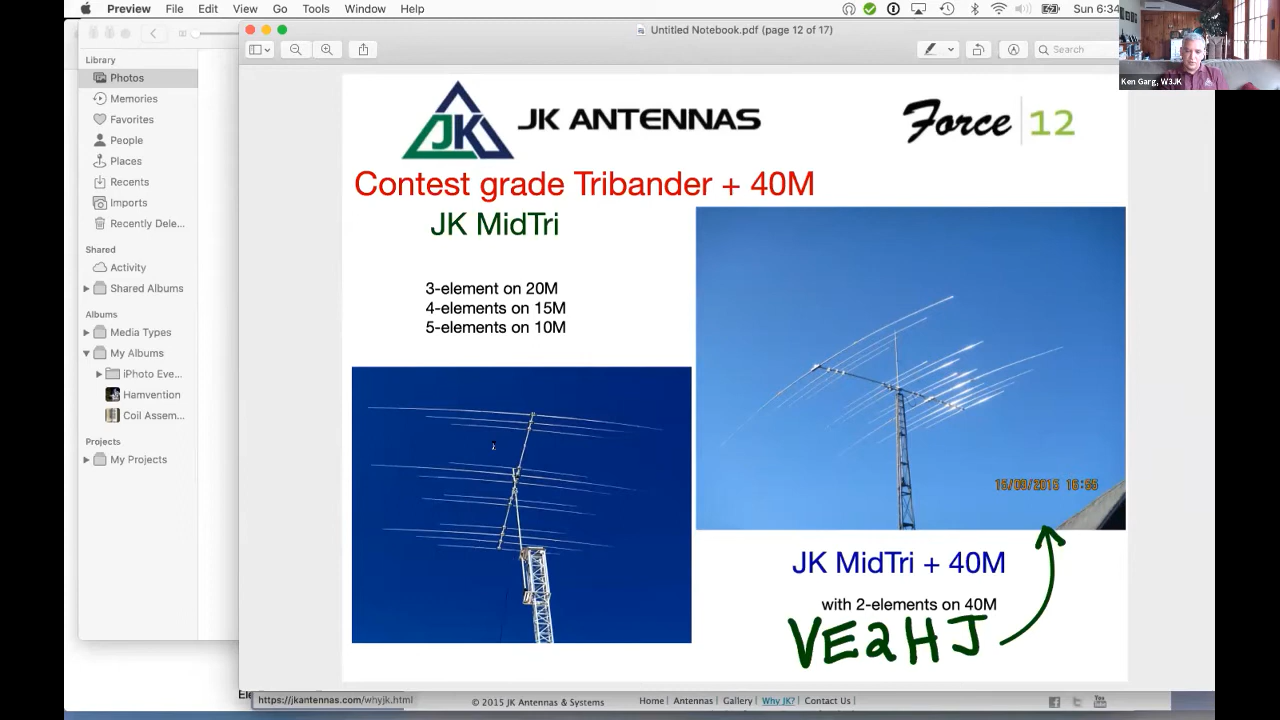 Preview File Edit View Go Tools Window Help
Sun 6:34
Untitled Notebook.pdf (page 12 of 17)
Search
Ken Garg, W3JK
Library
Photos
Memories
Favorites
People
Places
Recents
Imports
Recently Dele...
Shared
Activity
Shared Albums
Albums
Media Types
My Albums
iPhoto Eve...
Hamvention
Coil Assem...
Projects
My Projects
JK
JK ANTENNAS
Force 12
Contest grade Tribander + 40M
JK MidTri
3-element on 20M
4-elements on 15M
5-elements on 10M
JK MidTri + 40M
with 2-elements on 40M
VE2HJ
Ele
https://jkantennas.com/whyjk.html
© 2015 JK Antennas & Systems
Home Antennas Gallery Why JK? Contact Us
You